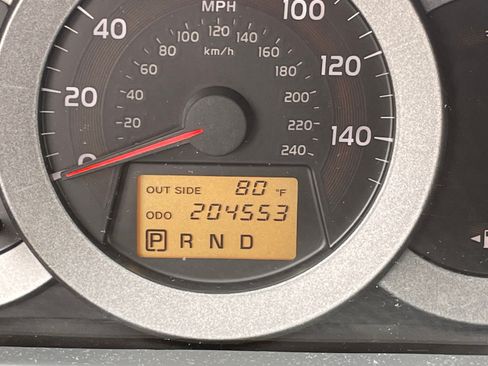 MPH
0 20 40 100 120 140
20 60 80 100 120 140 160 180 200 220 240
km/h
OUT SIDE 80 °F
ODO 204553
P R N D